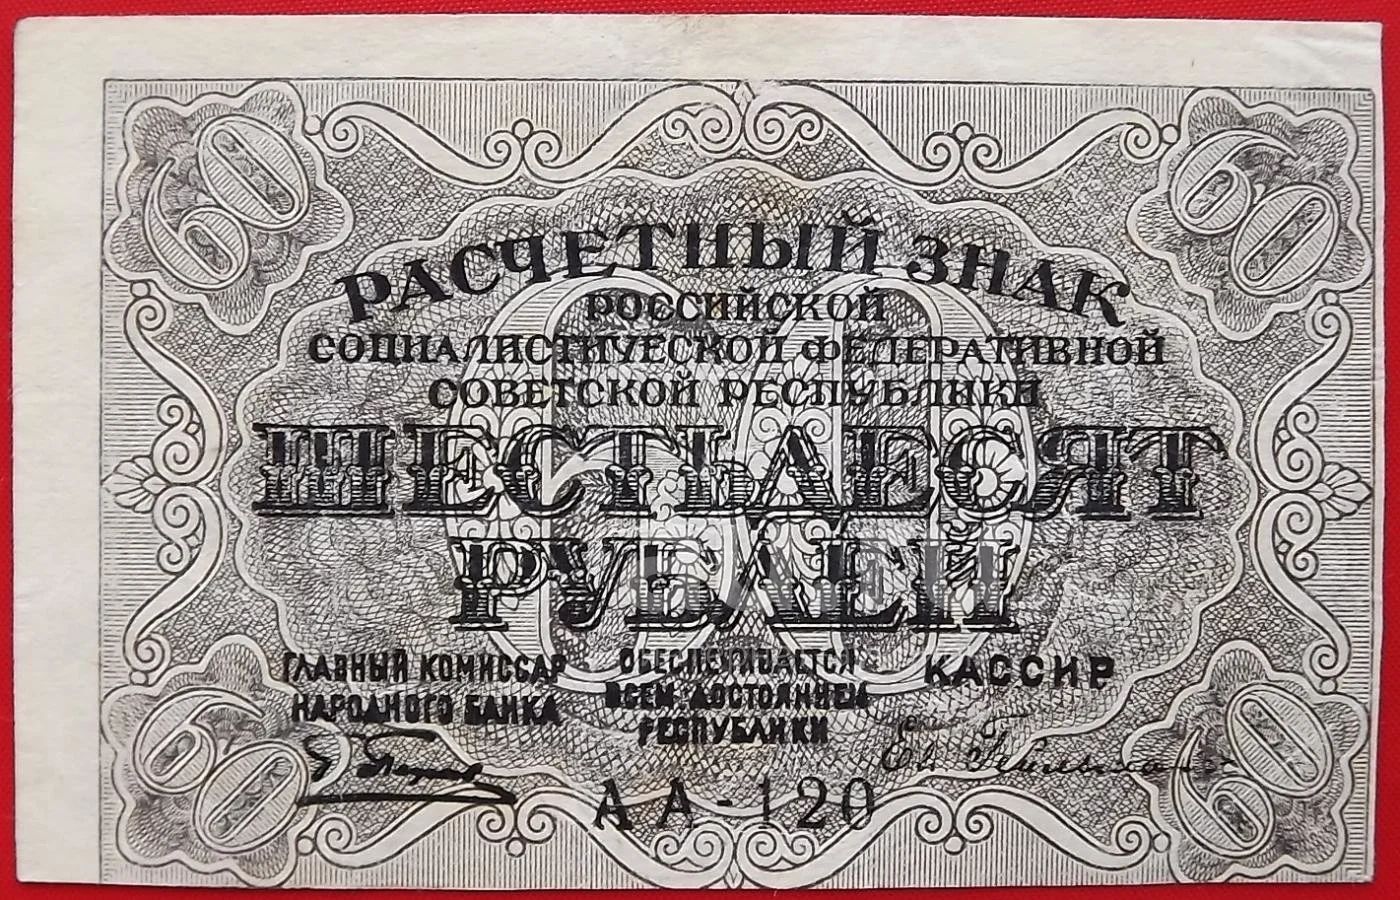 60 60
РАСЧЕТНЫЙ ЗНАК
РОССИЙСКОЙ
СОЦИАЛИСТИЧЕСКОЙ ФЕДЕРАТИВНОЙ
СОВЕТСКОЙ РЕСПУБЛИКИ
60
ШЕСТЬДЕСЯТ
РУБЛЕЙ
ГЛАВНЫЙ КОМИССАР
НАРОДНОГО БАНКА
ОБЕСПЕЧИВАЕТСЯ
ВСЕМ ДОСТОЯНИЕМ
РЕСПУБЛИКИ
КАССИР
60 60
АА-120